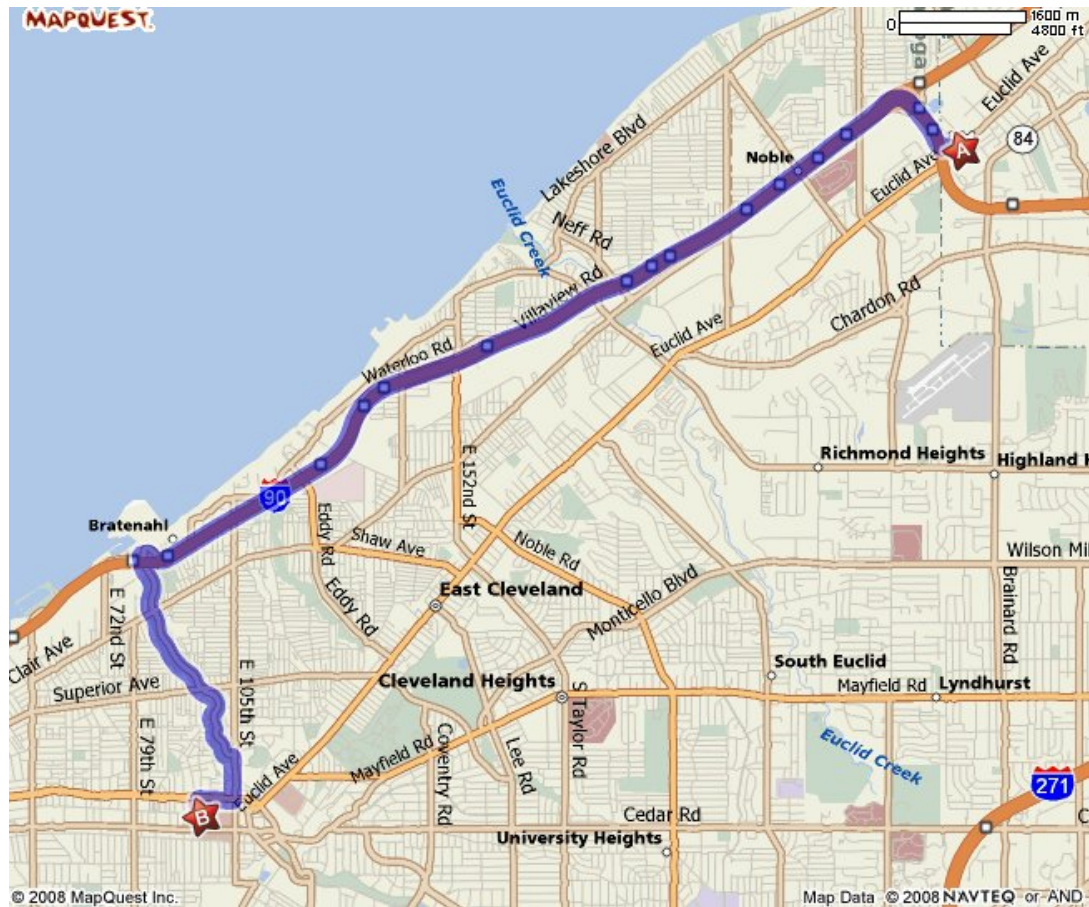 MAPQUEST.
0
1600 m
4800 ft
Euclid Ave
84
A
Noble
Euclid Ave
Lakeshore Blvd
Euclid Creek
Neff Rd
Villaview Rd
Chardon Rd
Euclid Ave
Waterloo Rd
Richmond Heights
Highland H
E 152nd St
90
Bratenahl
Eddy Rd
Shaw Ave
Noble Rd
Wilson Mi
East Cleveland
Monticello Blvd
Eddy Rd
Brainard Rd
E 72nd St
Clair Ave
South Euclid
Superior Ave
E 105th St
Cleveland Heights
Mayfield Rd
Lyndhurst
S Taylor Rd
E 79th St
Mayfield Rd
Coventry Rd
Lee Rd
Euclid Creek
Euclid Ave
271
B
Cedar Rd
C
University Heights
© 2008 MapQuest Inc.
Map Data © 2008 NAVTEQ or AND